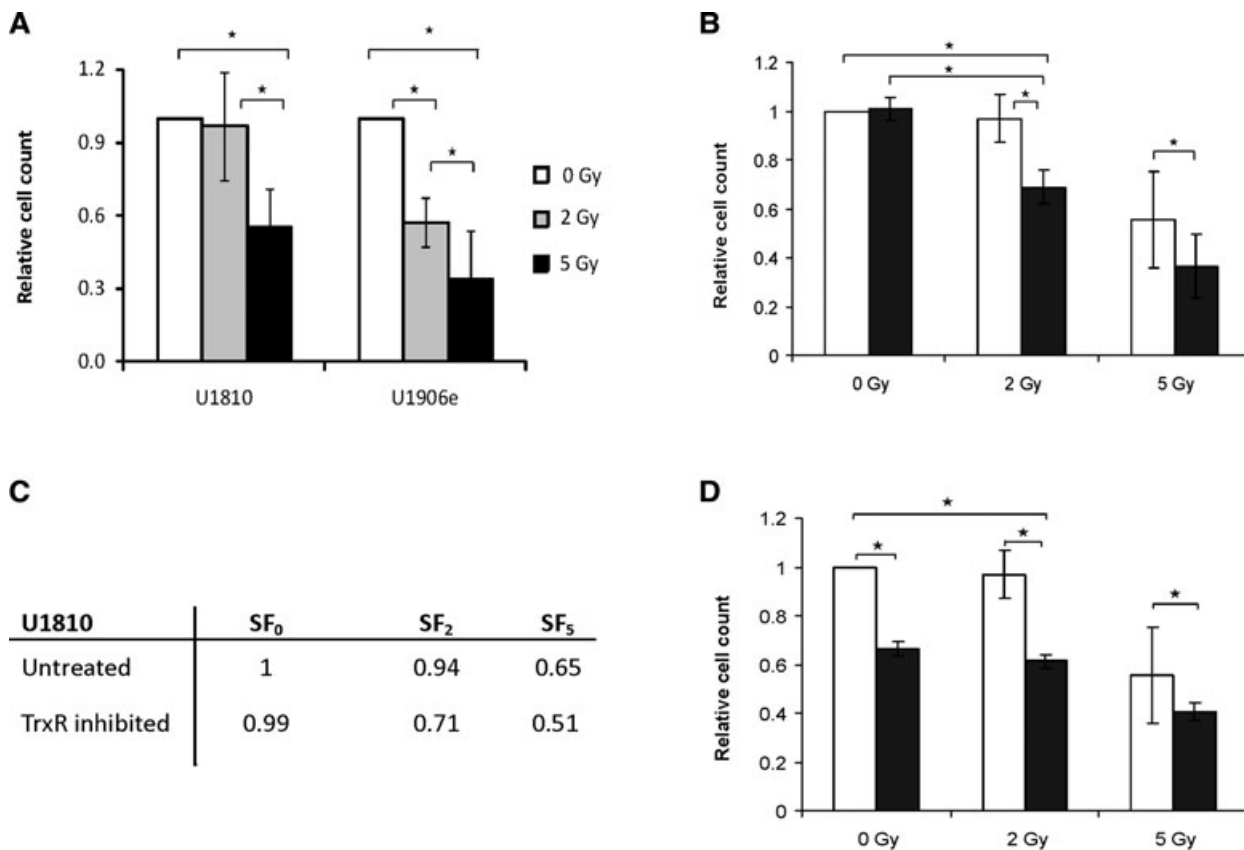 A
★ ★
★ ★ ★
1.2
0.9
0.6
0.3
0.0
Relative cell count
U1810 U1906e
0 Gy
2 Gy
5 Gy
B
★
★
★ ★
1.2
1
0.8
0.6
0.4
0.2
0
Relative cell count
0 Gy 2 Gy 5 Gy
C
U1810 SF₀ SF₂ SF₅
Untreated 1 0.94 0.65
TrxR inhibited 0.99 0.71 0.51
D
★
★ ★ ★
1.2
1
0.8
0.6
0.4
0.2
0
Relative cell count
0 Gy 2 Gy 5 Gy